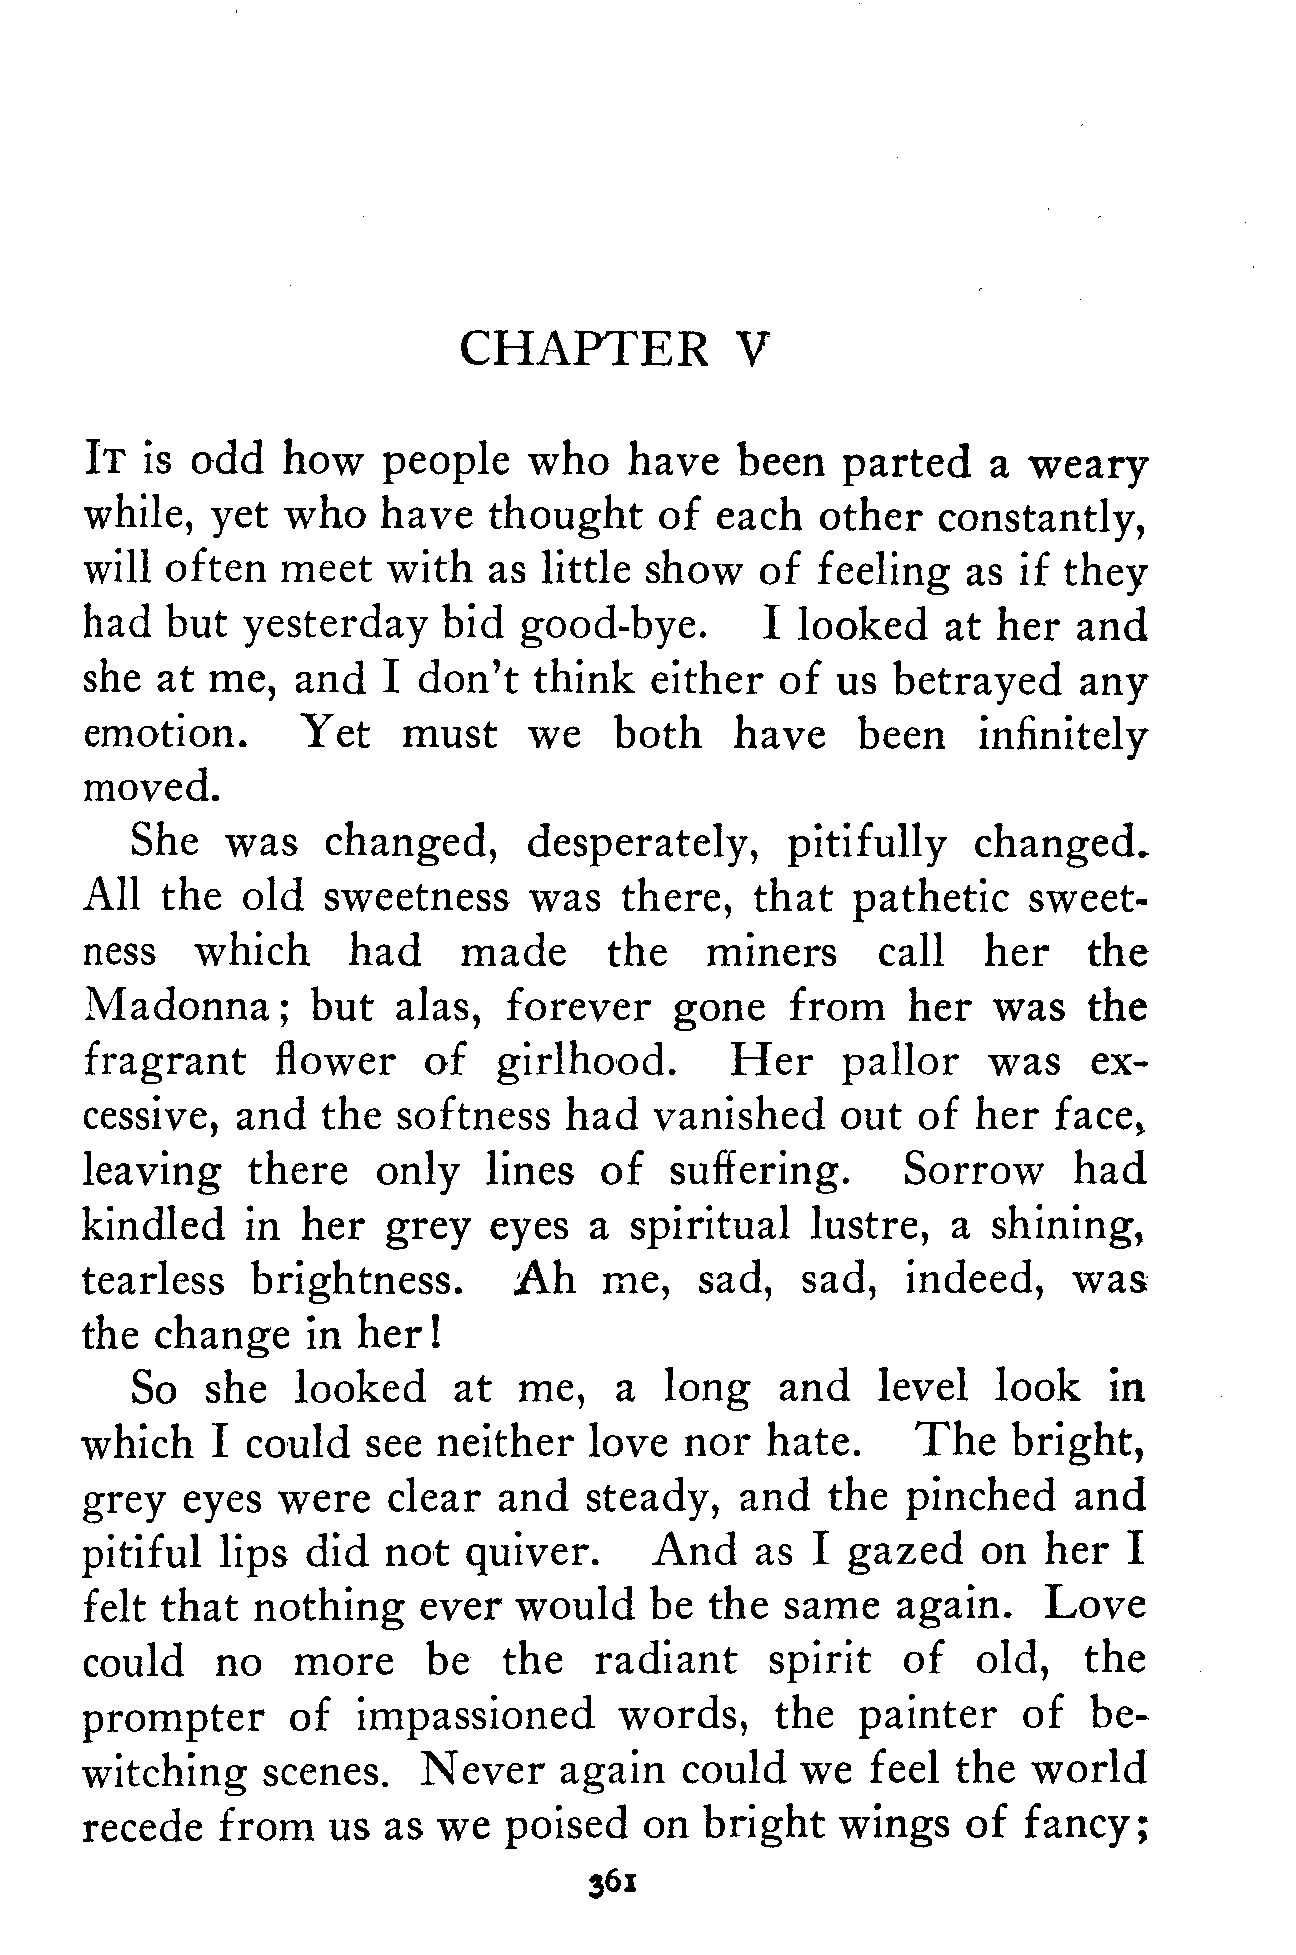 CHAPTER V
IT is odd how people who have been parted a weary
while, yet who have thought of each other constantly,
will often meet with as little show of feeling as if they
had but yesterday bid good-bye. I looked at her and
she at me, and I don't think either of us betrayed any
emotion. Yet must we both have been infinitely
moved.
She was changed, desperately, pitifully changed.
All the old sweetness was there, that pathetic sweet-
ness which had made the miners call her the
Madonna; but alas, forever gone from her was the
fragrant flower of girlhood. Her pallor was ex-
cessive, and the softness had vanished out of her face,
leaving there only lines of suffering. Sorrow had
kindled in her grey eyes a spiritual lustre, a shining,
tearless brightness. Ah me, sad, sad, indeed, was
the change in her!
So she looked at me, a long and level look in
which I could see neither love nor hate. The bright,
grey eyes were clear and steady, and the pinched and
pitiful lips did not quiver. And as I gazed on her I
felt that nothing ever would be the same again. Love
could no more be the radiant spirit of old, the
prompter of impassioned words, the painter of be-
witching scenes. Never again could we feel the world
recede from us as we poised on bright wings of fancy;
361